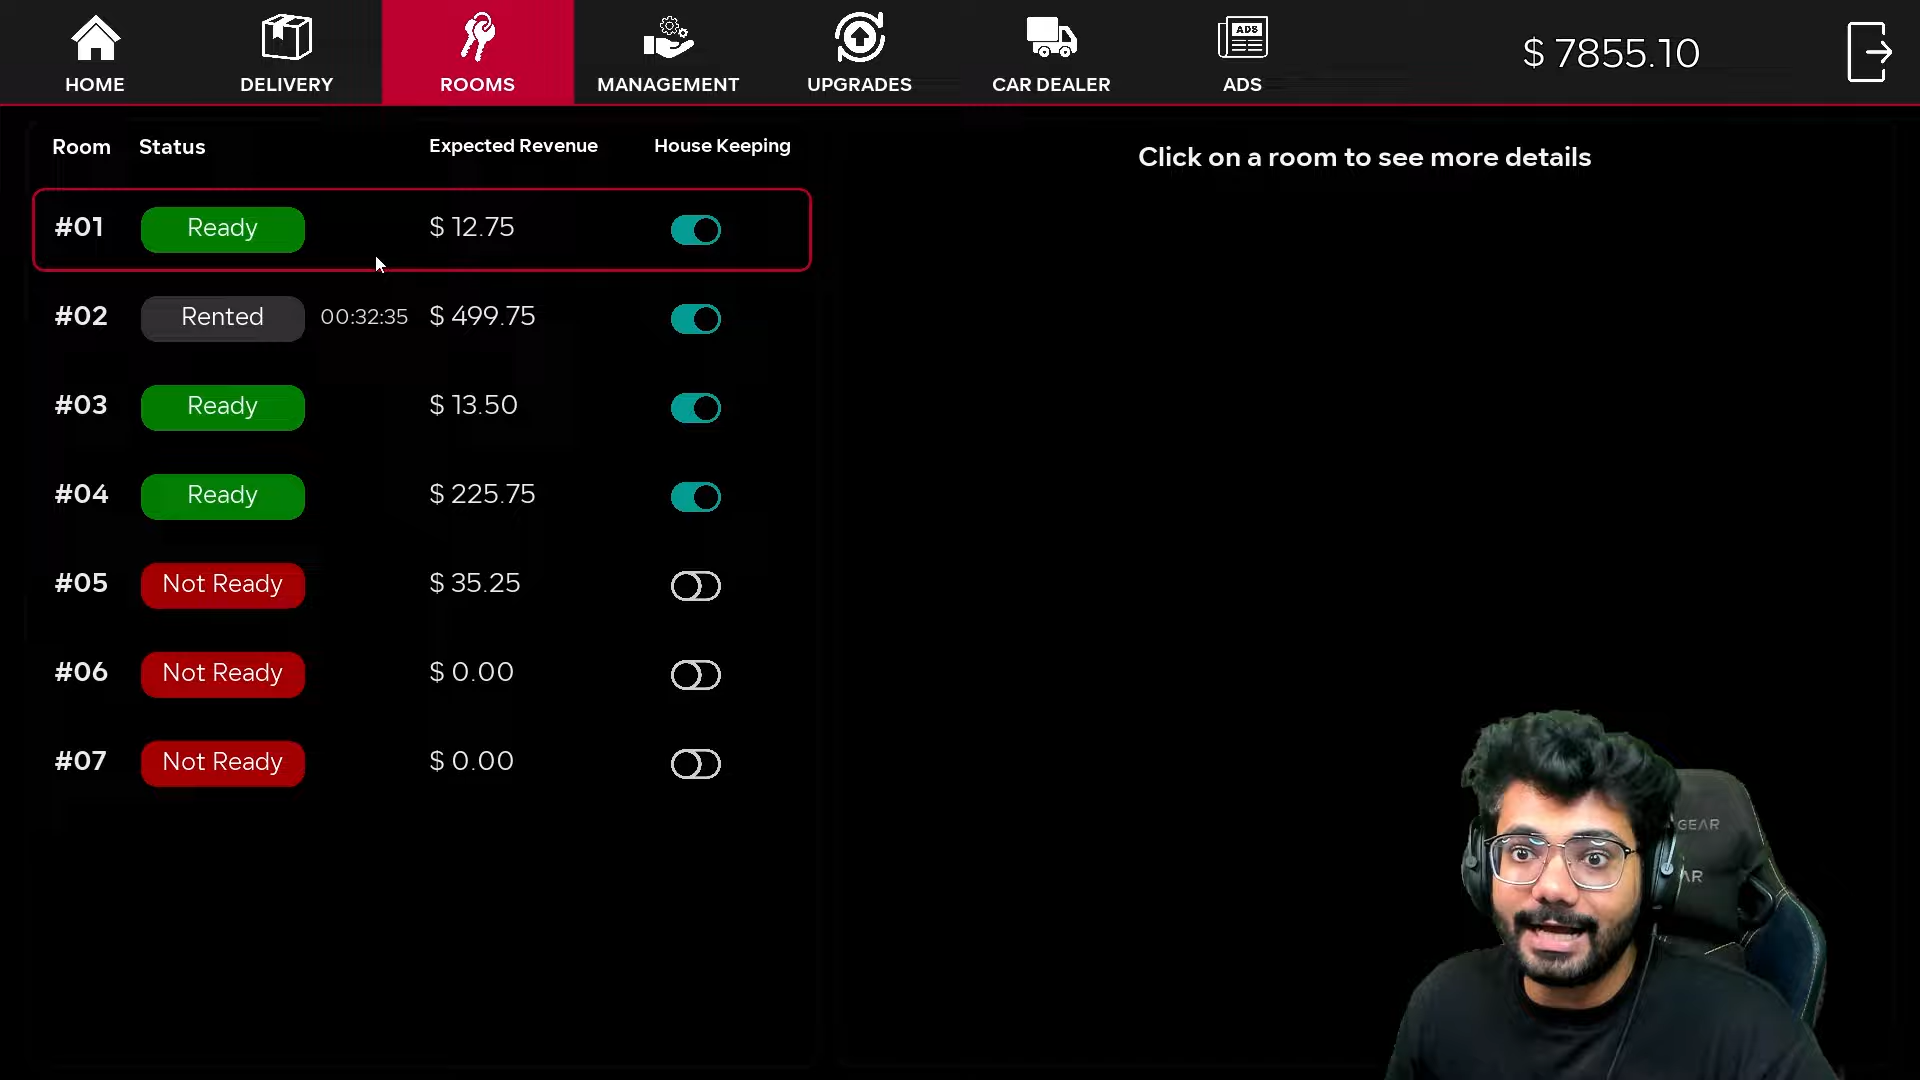 HOME
DELIVERY
ROOMS
MANAGEMENT
UPGRADES
CAR DEALER
ADS
ADS
$ 7855.10
Room Status Expected Revenue House Keeping
Click on a room to see more details
#01 Ready $ 12.75
#02 Rented 00:32:35 $ 499.75
#03 Ready $ 13.50
#04 Ready $ 225.75
#05 Not Ready $ 35.25
#06 Not Ready $ 0.00
#07 Not Ready $ 0.00
GEAR
AR